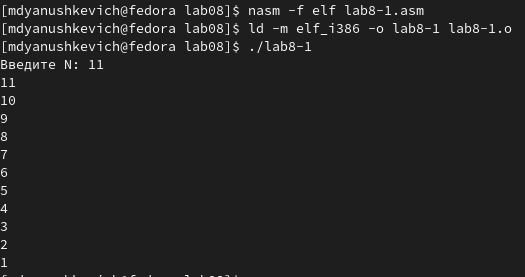 [mdyanushkevich@fedora lab08]$ nasm -f elf lab8-1.asm
[mdyanushkevich@fedora lab08]$ ld -m elf_i386 -o lab8-1 lab8-1.o
[mdyanushkevich@fedora lab08]$ ./lab8-1
Введите N: 11
11
10
9
8
7
6
5
4
3
2
1